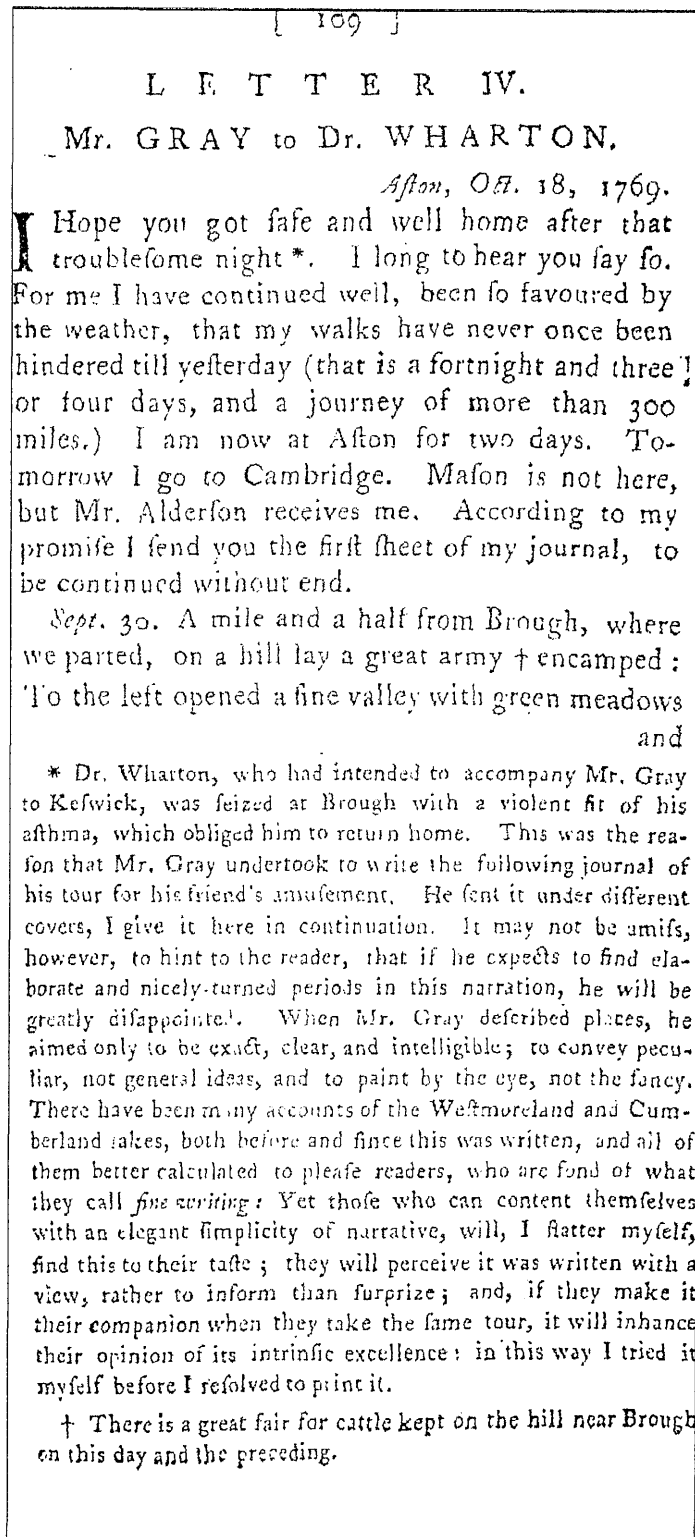 [ 109 ]
LETTER IV.
Mr. GRAY to Dr. WHARTON.
Aſton, Oct. 18, 1769.
I Hope you got ſafe and well home after that
troubleſome night *. I long to hear you ſay ſo.
For me I have continued well, been ſo favoured by
the weather, that my walks have never once been
hindered till yeſterday (that is a fortnight and three
or four days, and a journey of more than 300
miles.) I am now at Aſton for two days. To-
morrow I go to Cambridge. Maſon is not here,
but Mr. Alderſon receives me. According to my
promiſe I ſend you the firſt ſheet of my journal, to
be continued without end.
Sept. 30. A mile and a half from Brough, where
we parted, on a hill lay a great army † encamped :
To the left opened a fine valley with green meadows
and
* Dr. Wharton, who had intended to accompany Mr. Gray
to Keſwick, was ſeized at Brough with a violent fit of his
aſthma, which obliged him to return home. This was the rea-
ſon that Mr. Gray undertook to write the following journal of
his tour for his friend's amuſement. He ſent it under different
covers, I give it here in continuation. It may not be amiſs,
however, to hint to the reader, that if he expects to find ela-
borate and nicely-turned periods in this narration, he will be
greatly diſappointed. When Mr. Gray deſcribed places, he
aimed only to be exact, clear, and intelligible; to convey pecu-
liar, not general ideas, and to paint by the eye, not the fancy.
There have been many accounts of the Weſtmoreland and Cum-
berland lakes, both before and ſince this was written, and all of
them better calculated to pleaſe readers, who are fond of what
they call fine writing: Yet thoſe who can content themſelves
with an elegant ſimplicity of narrative, will, I flatter myſelf,
find this to their taſte ; they will perceive it was written with a
view, rather to inform than ſurprize ; and, if they make it
their companion when they take the ſame tour, it will inhance
their opinion of its intrinſic excellence : in this way I tried it
myſelf before I reſolved to print it.
† There is a great fair for cattle kept on the hill near Brough
on this day and the preceding.